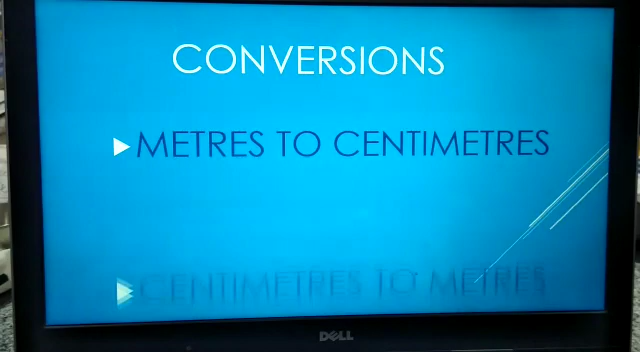 CONVERSIONS
METRES TO CENTIMETRES
CENTIMETRES TO METRES
DELL